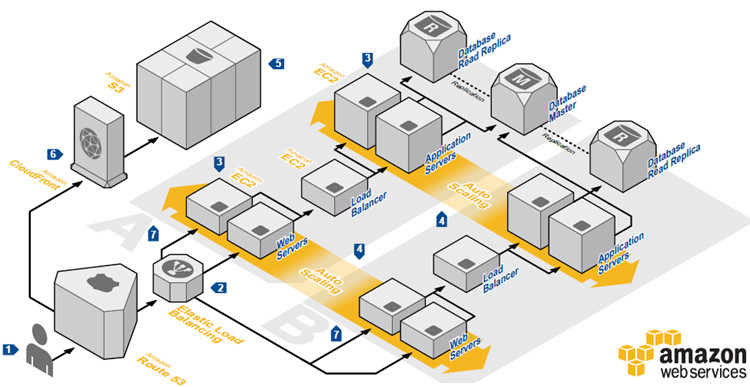 5
Amazon
S3
6
Amazon
CloudFront
1
Amazon
Route 53
7
2
Elastic Load
Balancing
3
Amazon
EC2
Web
Servers
Auto
Scaling
4
7
Web
Servers
A
B
Amazon
EC2
Load
Balancer
Load
Balancer
4
3
Amazon
EC2
Application
Servers
Auto
Scaling
Application
Servers
R
Database
Read Replica
Replication
M
Database
Master
Replication
R
Database
Read Replica
amazon
web services